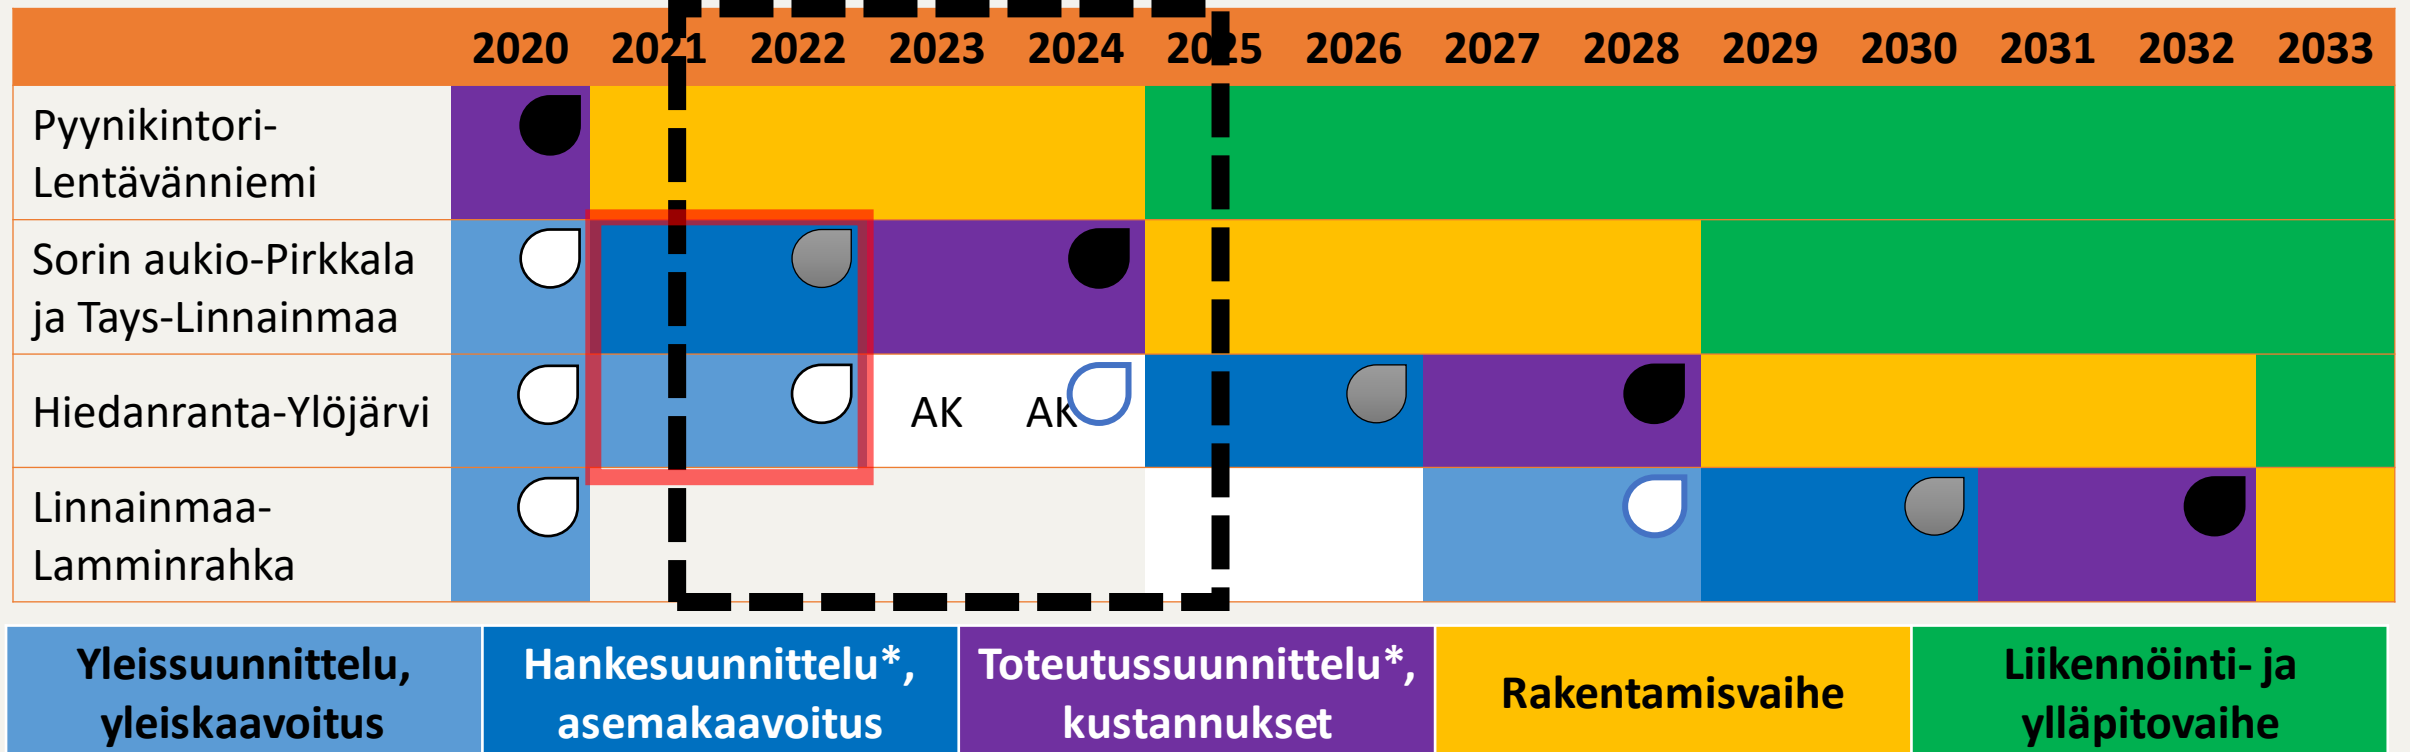 2020 2021 2022 2023 2024 2025 2026 2027 2028 2029 2030 2031 2032 2033
Pyynikintori-
Lentävänniemi
Sorin aukio-Pirkkala
ja Tays-Linnainmaa
Hiedanranta-Ylöjärvi AK AK
Linnainmaa-
Lamminrahka
Yleissuunnittelu,
yleiskaavoitus
Hankesuunnittelu*,
asemakaavoitus
Toteutussuunnittelu*,
kustannukset
Rakentamisvaihe
Liikennöinti- ja
ylläpitovaihe